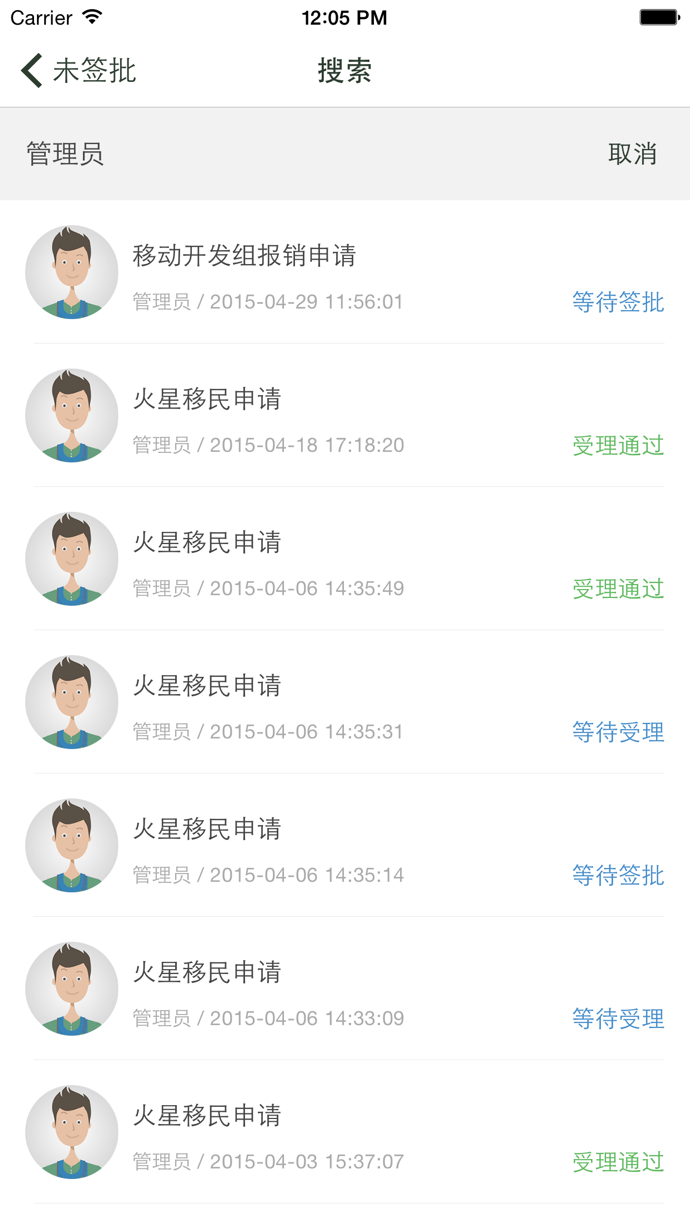 Carrier 12:05 PM
未签批 搜索
管理员 取消
移动开发组报销申请
管理员 / 2015-04-29 11:56:01 等待签批
火星移民申请
管理员 / 2015-04-18 17:18:20 受理通过
火星移民申请
管理员 / 2015-04-06 14:35:49 受理通过
火星移民申请
管理员 / 2015-04-06 14:35:31 等待受理
火星移民申请
管理员 / 2015-04-06 14:35:14 等待签批
火星移民申请
管理员 / 2015-04-06 14:33:09 等待受理
火星移民申请
管理员 / 2015-04-03 15:37:07 受理通过